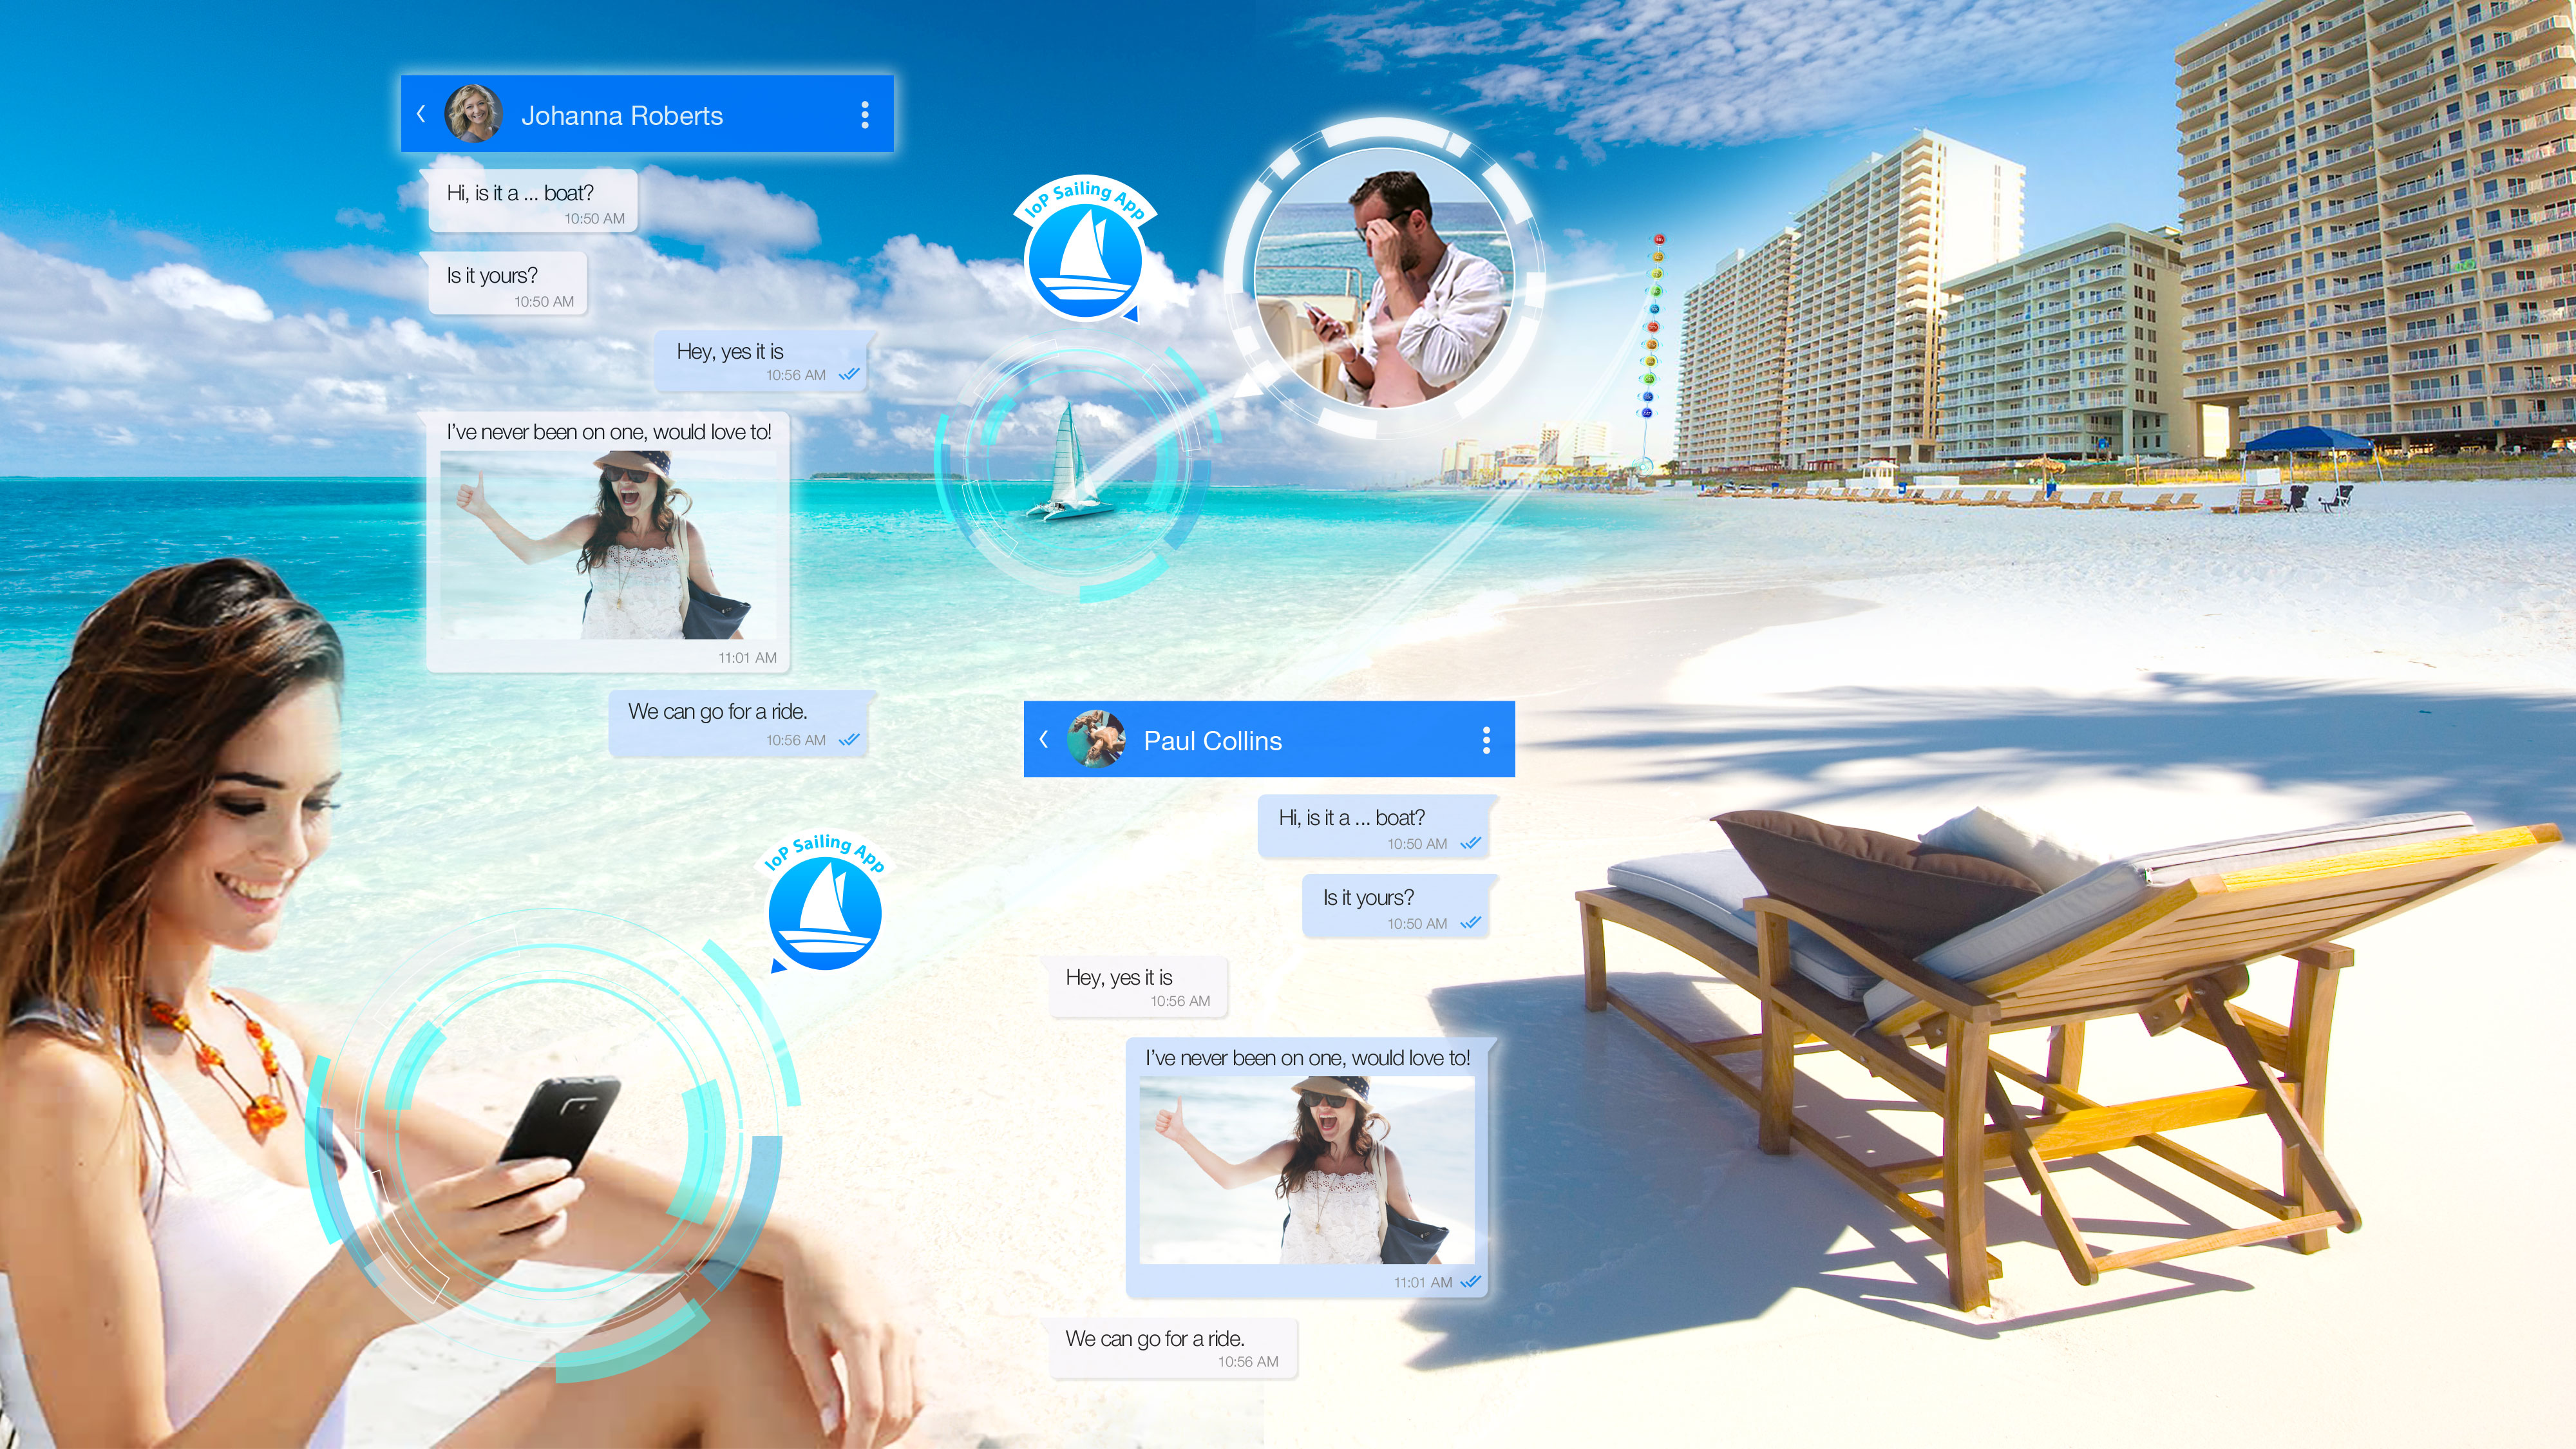 Johanna Roberts
Hi, is it a ... boat?
10:50 AM
Is it yours?
10:50 AM
Hey, yes it is
10:56 AM
I've never been on one, would love to!
11:01 AM
We can go for a ride.
10:56 AM
IoP Sailing App
IoP Sailing App
Paul Collins
Hi, is it a ... boat?
10:50 AM
Is it yours?
10:50 AM
Hey, yes it is
10:56 AM
I've never been on one, would love to!
11:01 AM
We can go for a ride.
10:56 AM